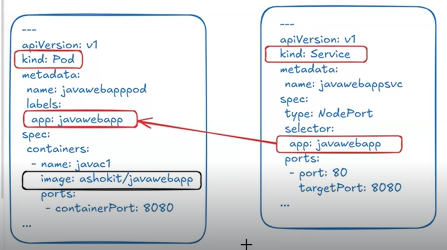 ---
apiVersion: v1
kind: Pod
metadata:
name: javawebapppod
labels:
app: javawebapp
spec:
containers:
- name: javac1
image: ashokit/javawebapp
ports:
- containerPort: 8080
...
---
apiVersion: v1
kind: Service
metadata:
name: javawebappsvc
spec:
type: NodePort
selector:
app: javawebapp
ports:
- port: 80
targetPort: 8080
...